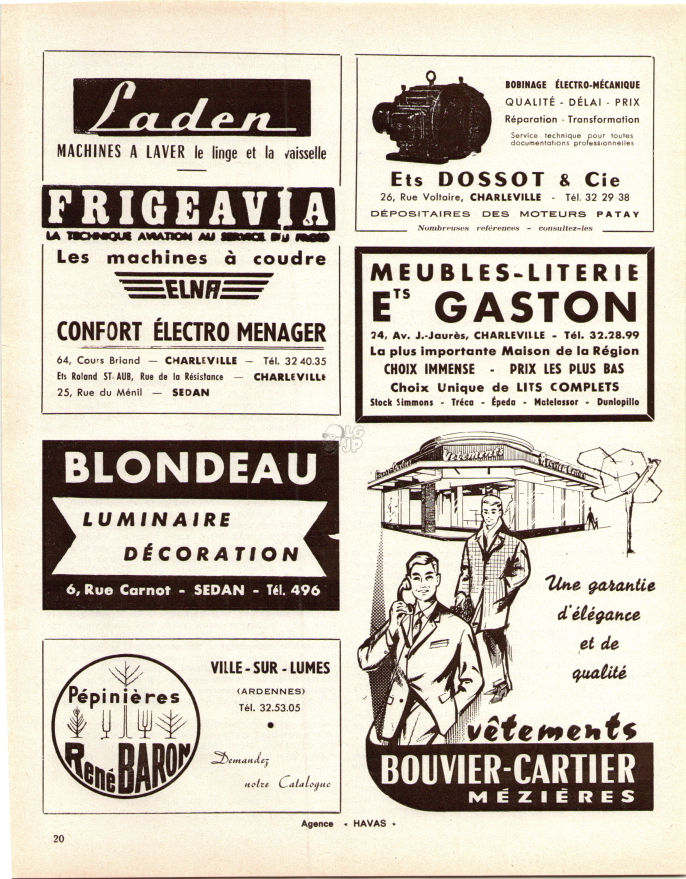 Laden
MACHINES A LAVER le linge et la vaisselle
FRIGEAVIA
LA TECHNIQUE AVIATION AU SERVICE DU FROID
Les machines à coudre
ELNA
CONFORT ÉLECTRO MENAGER
64, Cours Briand — CHARLEVILLE — Tél. 32 40.35
Ets Roland ST-AUB, Rue de la Résistance — CHARLEVILLE
25, Rue du Ménil — SEDAN
BOBINAGE ÉLECTRO-MÉCANIQUE
QUALITÉ - DÉLAI - PRIX
Réparation - Transformation
Service technique pour toutes
documentations professionnelles
Ets DOSSOT & Cie
26, Rue Voltaire, CHARLEVILLE - Tél. 32 29 38
DÉPOSITAIRES DES MOTEURS PATAY
Nombreuses références - consultez-les
MEUBLES-LITERIE
ETS GASTON
24, Av. J.-Jaurès, CHARLEVILLE - Tél. 32.28.99
La plus importante Maison de la Région
CHOIX IMMENSE - PRIX LES PLUS BAS
Choix Unique de LITS COMPLETS
Stock Simmons - Tréca - Épeda - Matelassor - Dunlopillo
BLONDEAU
LUMINAIRE
DÉCORATION
6, Rue Carnot - SEDAN - Tél. 496
LG
JP
Vêtements
Bouvier-Cartier
Une garantie
d'élégance
et de
qualité
vêtements
BOUVIER-CARTIER
MÉZIÈRES
Pépinières
René BARON
VILLE-SUR-LUMES
(ARDENNES)
Tél. 32.53.05
Demandez
notre Catalogue
Agence - HAVAS -
20